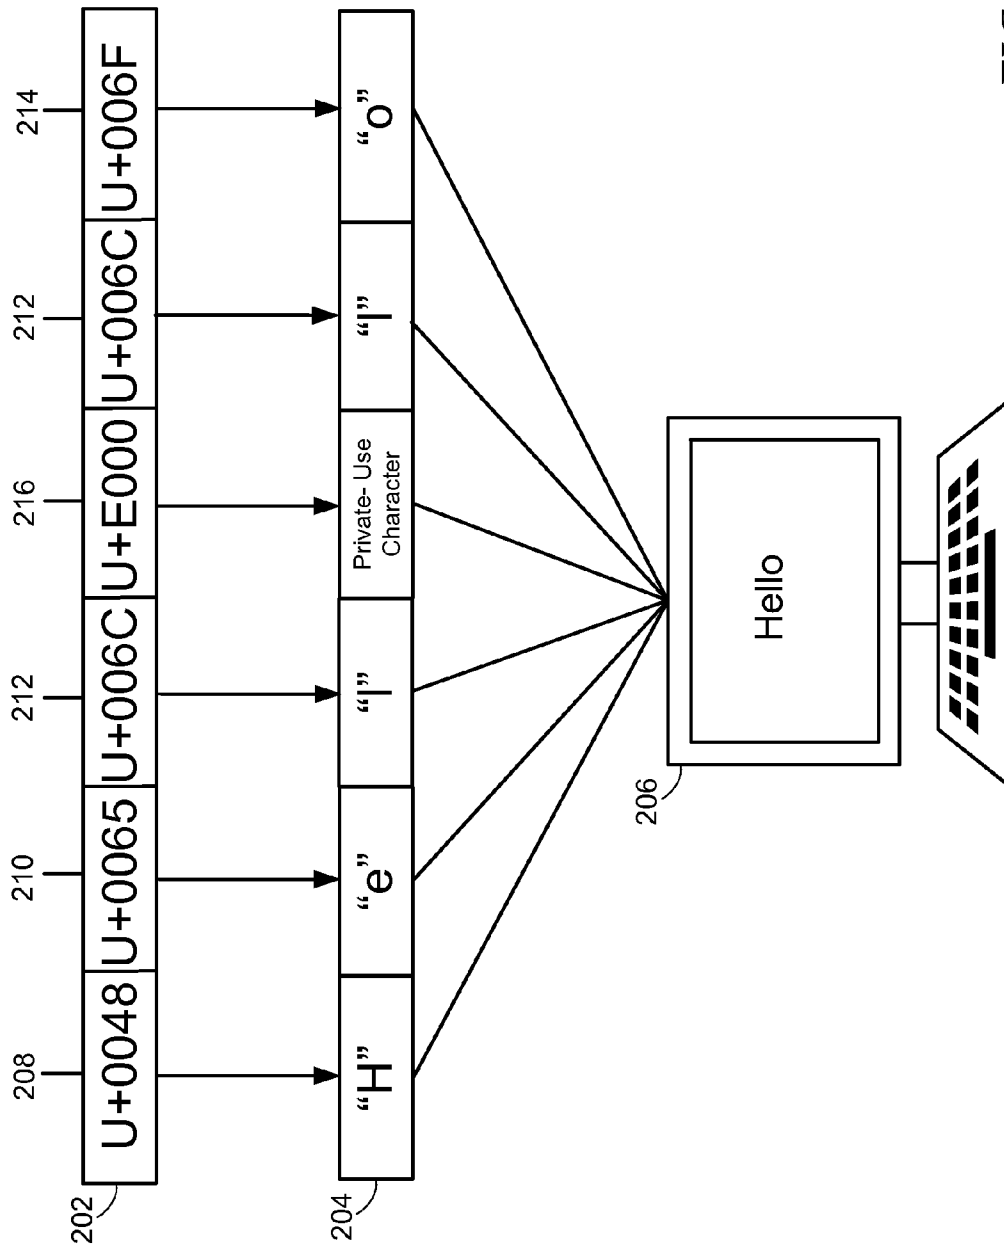 208 210 212 216 212 214
U+0048 U+0065 U+006C U+E000 U+006C U+006F
202
“H” “e” “l” Private- Use “l” “o”
Character
204
206
Hello